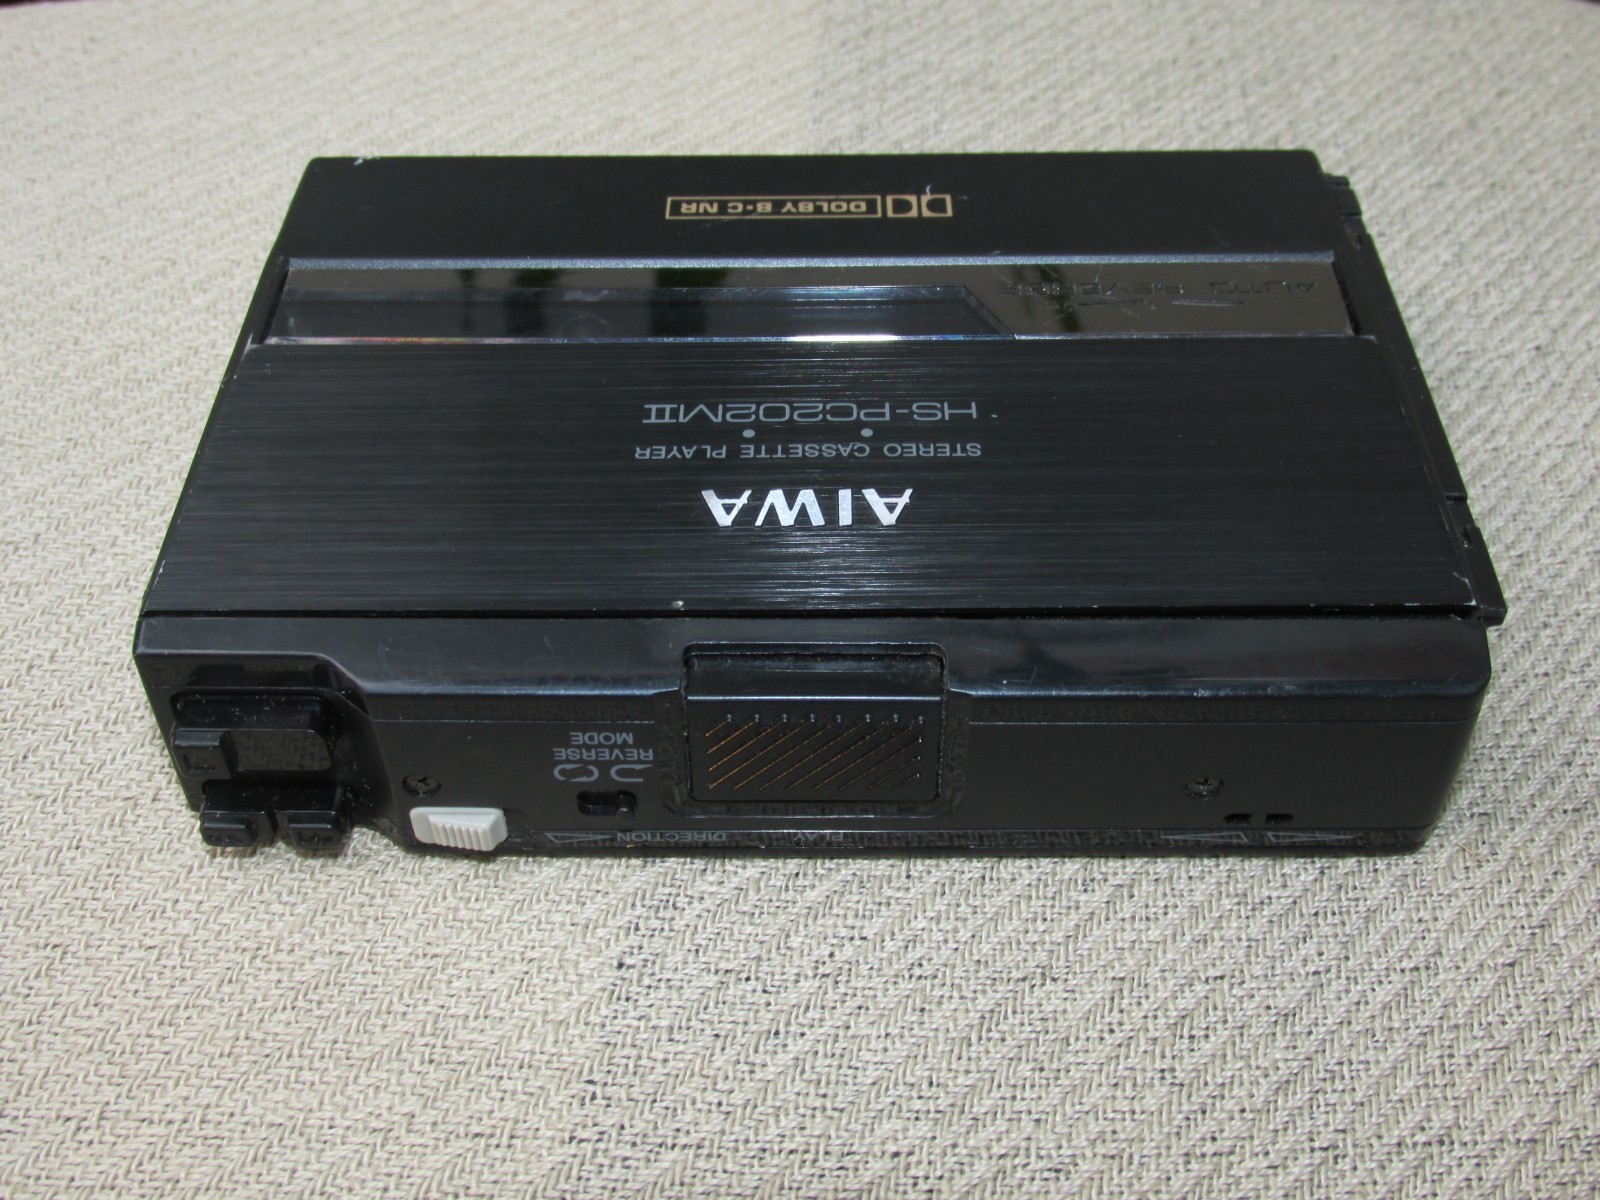 AIWA
STEREO CASSETTE PLAYER
HS-PC202MII
AUTO REVERSE
DOLBY B·C NR
REVERSE
MODE
DIRECTION
PLAY